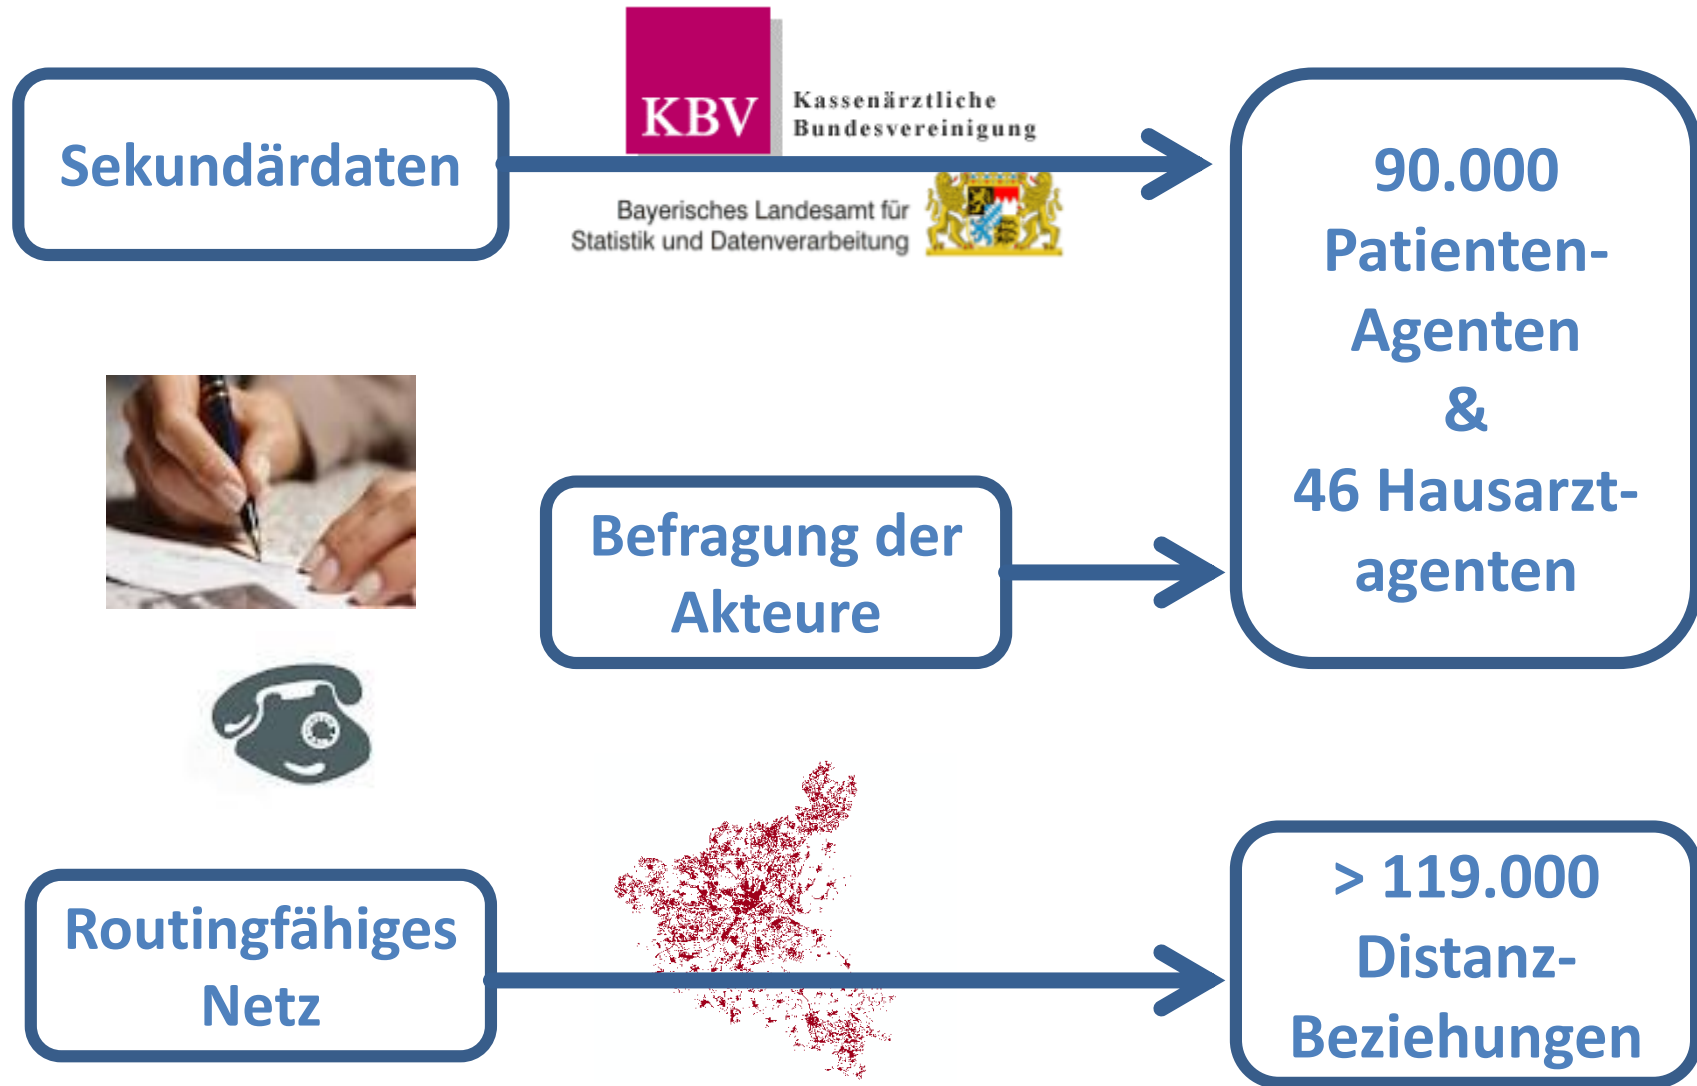 Sekundärdaten
KBV
Kassenärztliche
Bundesvereinigung
Bayerisches Landesamt für
Statistik und Datenverarbeitung
90.000
Patienten-
Agenten
&
46 Hausarzt-
agenten
Befragung der
Akteure
Routingfähiges
Netz
> 119.000
Distanz-
Beziehungen